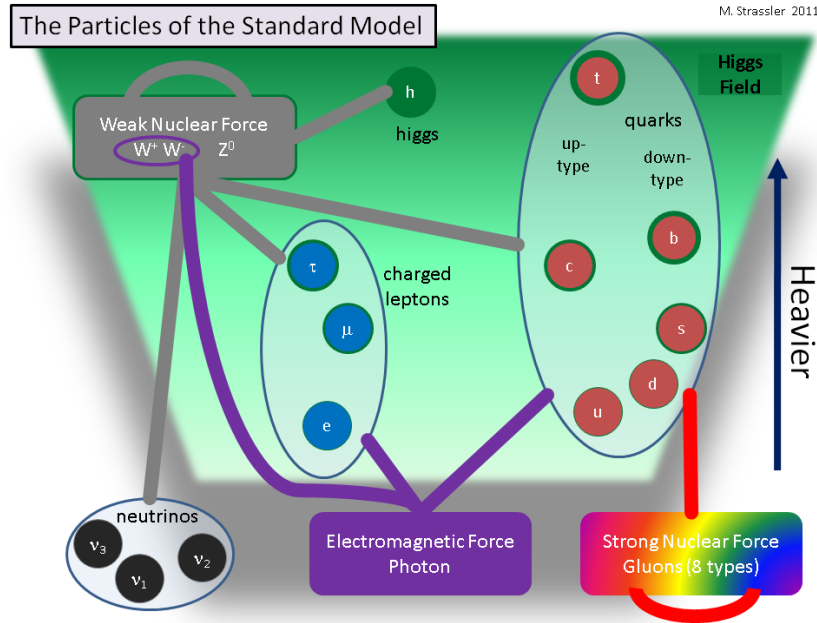 M. Strassler 2011
The Particles of the Standard Model
Higgs
Field
t
h
higgs
Weak Nuclear Force
W⁺ W⁻ Z⁰
quarks
up-
type
down-
type
b
c
τ
charged
leptons
μ
s
d
u
e
Heavier
neutrinos
ν₃
ν₂
ν₁
Electromagnetic Force
Photon
Strong Nuclear Force
Gluons (8 types)